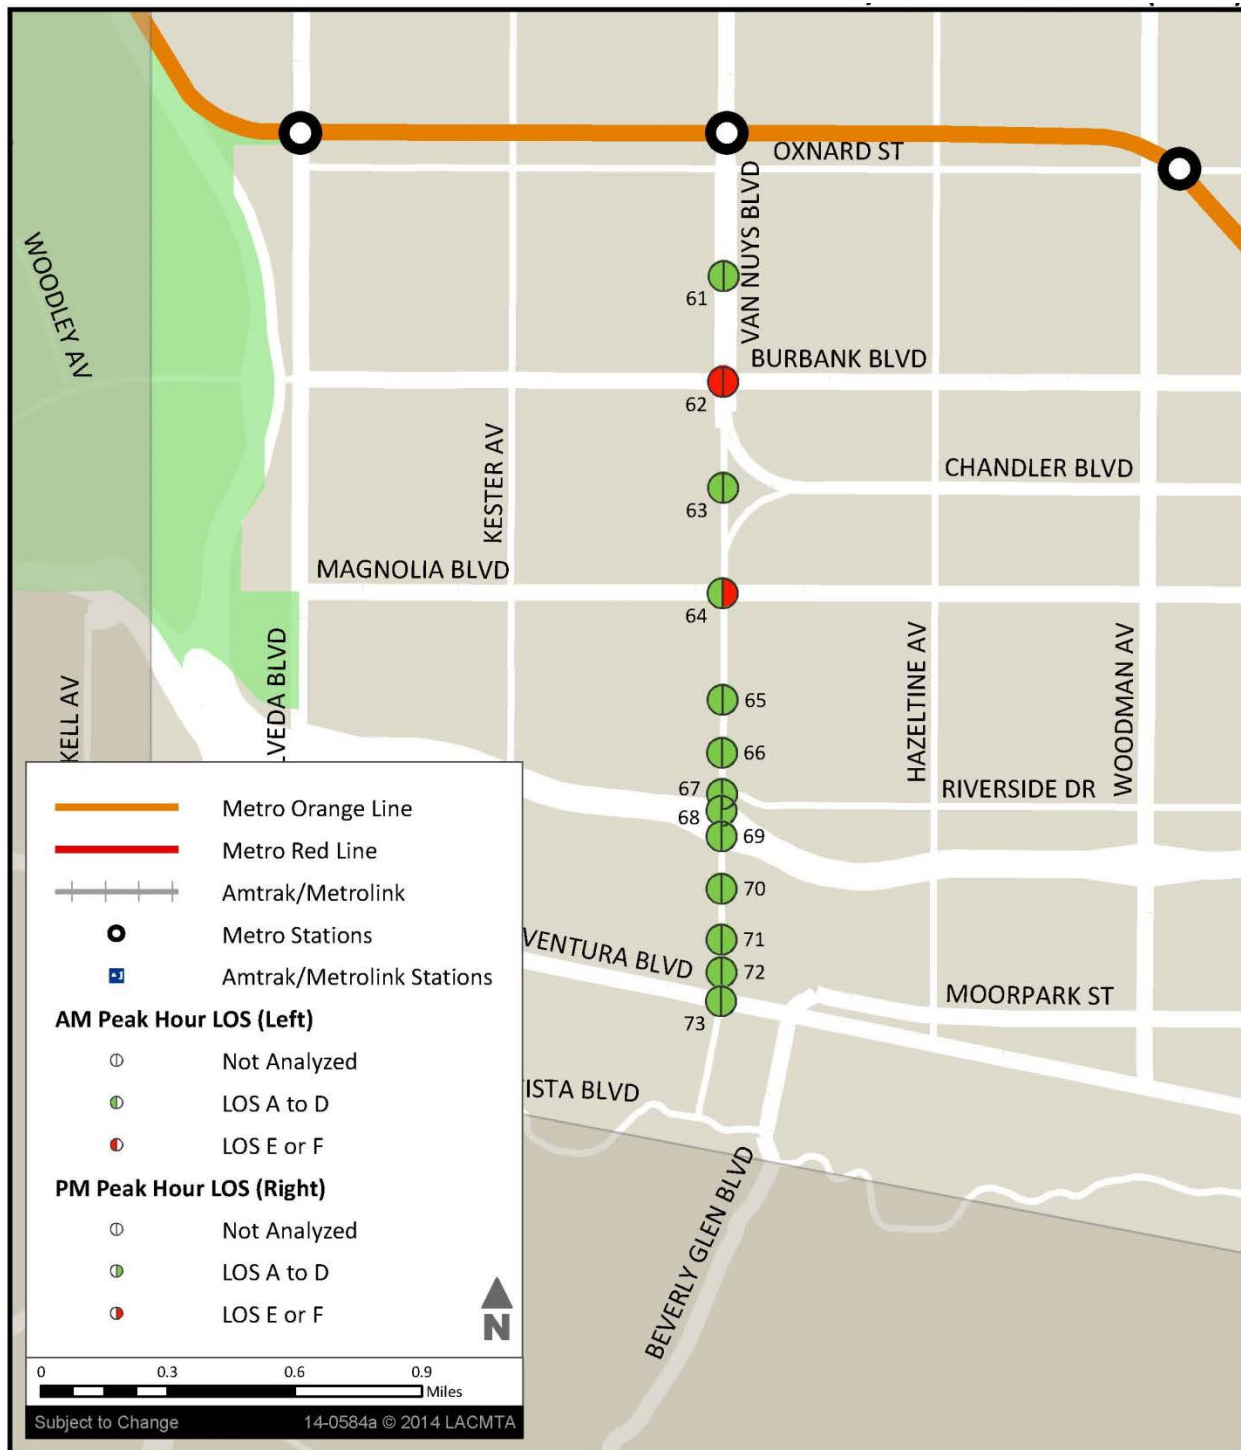 OXNARD ST
VAN NUYS BLVD
WOODLEY AV
61
BURBANK BLVD
62
KESTER AV
CHANDLER BLVD
63
MAGNOLIA BLVD
64
HAZELTINE AV
WOODMAN AV
VEDA BLVD
KELL AV
65
66
67
RIVERSIDE DR
68
69
70
71
VENTURA BLVD
72
MOORPARK ST
73
ISTA BLVD
BEVERLY GLEN BLVD
Metro Orange Line
Metro Red Line
Amtrak/Metrolink
Metro Stations
Amtrak/Metrolink Stations
AM Peak Hour LOS (Left)
Not Analyzed
LOS A to D
LOS E or F
PM Peak Hour LOS (Right)
Not Analyzed
LOS A to D
LOS E or F
N
0 0.3 0.6 0.9
Miles
Subject to Change 14-0584a © 2014 LACMTA